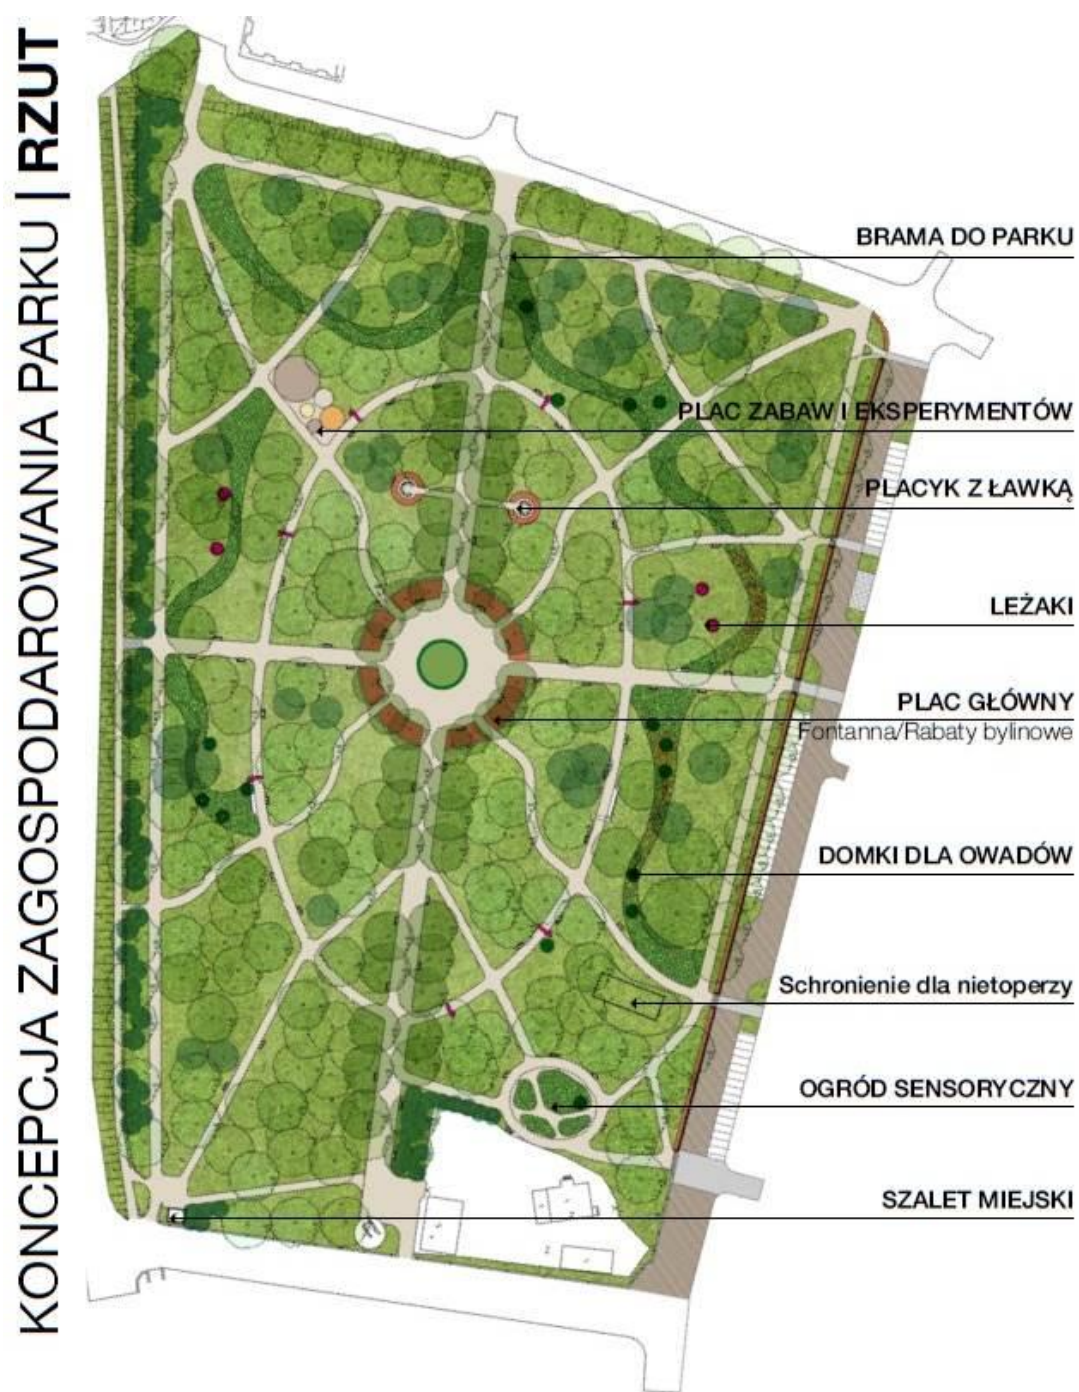 KONCEPCJA ZAGOSPODAROWANIA PARKU | RZUT
BRAMA DO PARKU
PLAC ZABAW I EKSPERYMENTÓW
PLACYK Z ŁAWKĄ
LEŻAKI
PLAC GŁÓWNY
Fontanna/Rabaty bylinowe
DOMKI DLA OWADÓW
Schronienie dla nietoperzy
OGRÓD SENSORYCZNY
SZALET MIEJSKI